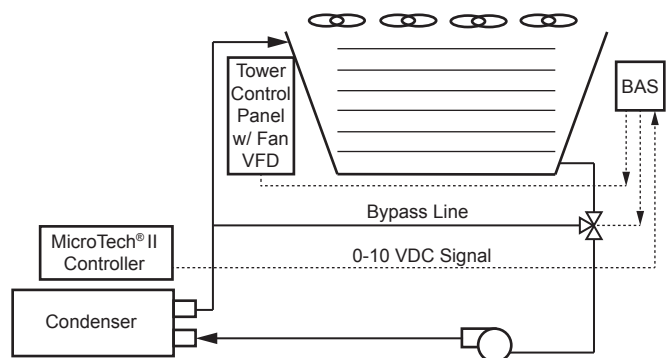 Tower
Control
Panel
w/ Fan
VFD
BAS
Bypass Line
MicroTech® II
Controller
0-10 VDC Signal
Condenser